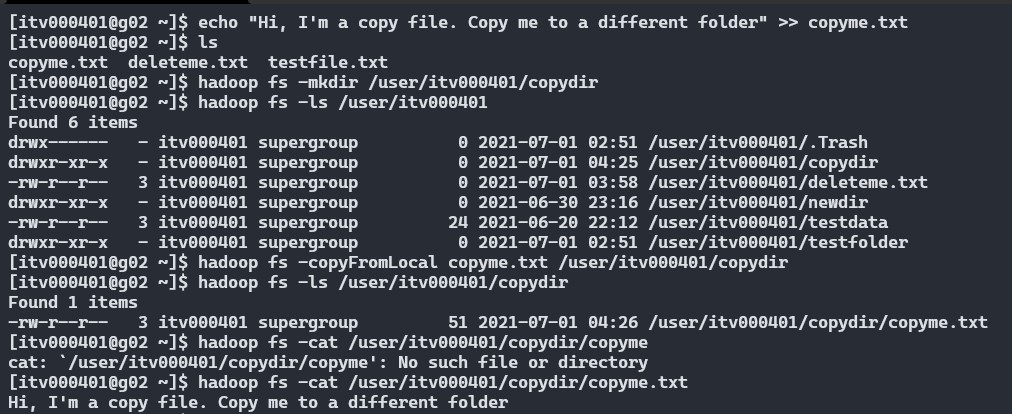 [itv000401@g02 ~]$ echo "Hi, I'm a copy file. Copy me to a different folder" >> copyme.txt
[itv000401@g02 ~]$ ls
copyme.txt  deleteme.txt  testfile.txt
[itv000401@g02 ~]$ hadoop fs -mkdir /user/itv000401/copydir
[itv000401@g02 ~]$ hadoop fs -ls /user/itv000401
Found 6 items
drwx------   - itv000401 supergroup          0 2021-07-01 02:51 /user/itv000401/.Trash
drwxr-xr-x   - itv000401 supergroup          0 2021-07-01 04:25 /user/itv000401/copydir
-rw-r--r--   3 itv000401 supergroup          0 2021-07-01 03:58 /user/itv000401/deleteme.txt
drwxr-xr-x   - itv000401 supergroup          0 2021-06-30 23:16 /user/itv000401/newdir
-rw-r--r--   3 itv000401 supergroup         24 2021-06-20 22:12 /user/itv000401/testdata
drwxr-xr-x   - itv000401 supergroup          0 2021-07-01 02:51 /user/itv000401/testfolder
[itv000401@g02 ~]$ hadoop fs -copyFromLocal copyme.txt /user/itv000401/copydir
[itv000401@g02 ~]$ hadoop fs -ls /user/itv000401/copydir
Found 1 items
-rw-r--r--   3 itv000401 supergroup         51 2021-07-01 04:26 /user/itv000401/copydir/copyme.txt
[itv000401@g02 ~]$ hadoop fs -cat /user/itv000401/copydir/copyme
cat: `/user/itv000401/copydir/copyme': No such file or directory
[itv000401@g02 ~]$ hadoop fs -cat /user/itv000401/copydir/copyme.txt
Hi, I'm a copy file. Copy me to a different folder